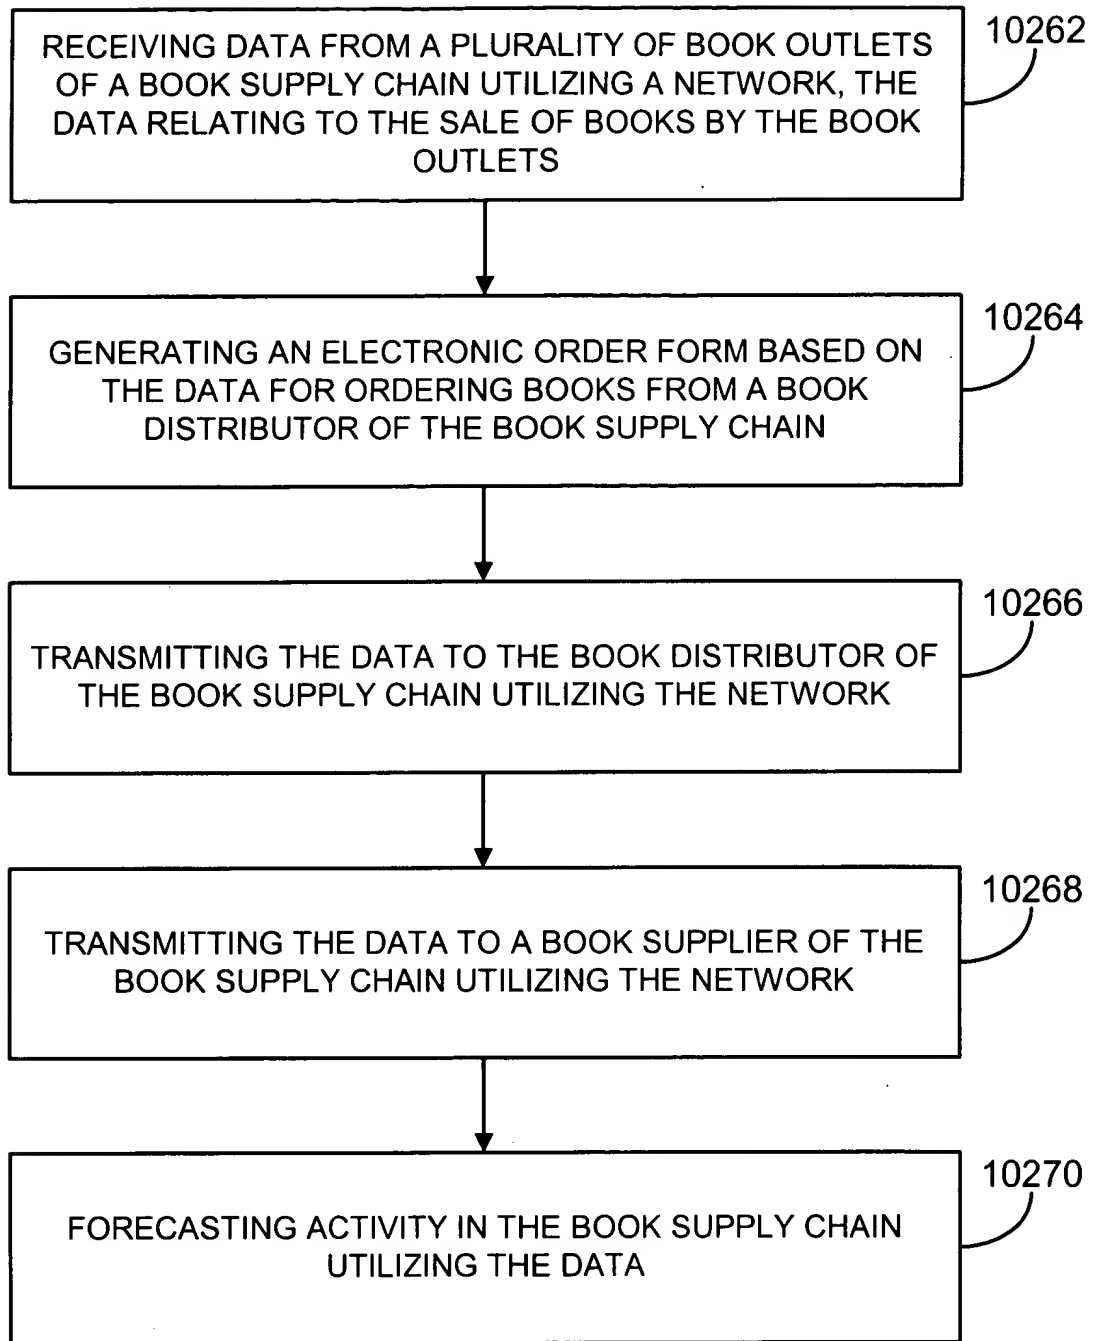 RECEIVING DATA FROM A PLURALITY OF BOOK OUTLETS
OF A BOOK SUPPLY CHAIN UTILIZING A NETWORK, THE
DATA RELATING TO THE SALE OF BOOKS BY THE BOOK
OUTLETS
10262
GENERATING AN ELECTRONIC ORDER FORM BASED ON
THE DATA FOR ORDERING BOOKS FROM A BOOK
DISTRIBUTOR OF THE BOOK SUPPLY CHAIN
10264
TRANSMITTING THE DATA TO THE BOOK DISTRIBUTOR OF
THE BOOK SUPPLY CHAIN UTILIZING THE NETWORK
10266
TRANSMITTING THE DATA TO A BOOK SUPPLIER OF THE
BOOK SUPPLY CHAIN UTILIZING THE NETWORK
10268
FORECASTING ACTIVITY IN THE BOOK SUPPLY CHAIN
UTILIZING THE DATA
10270